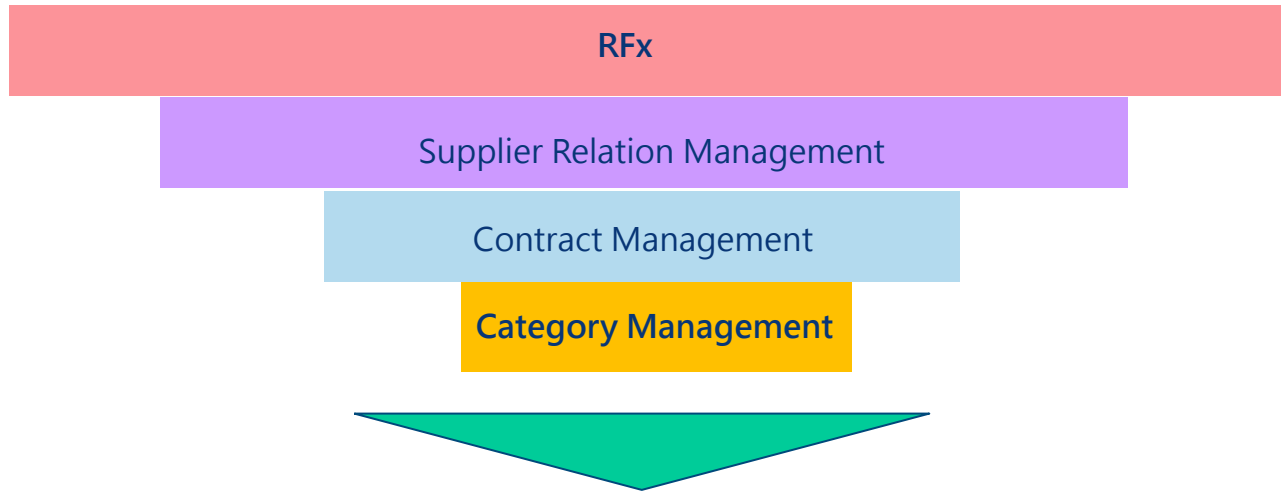 RFx
Supplier Relation Management
Contract Management
Category Management